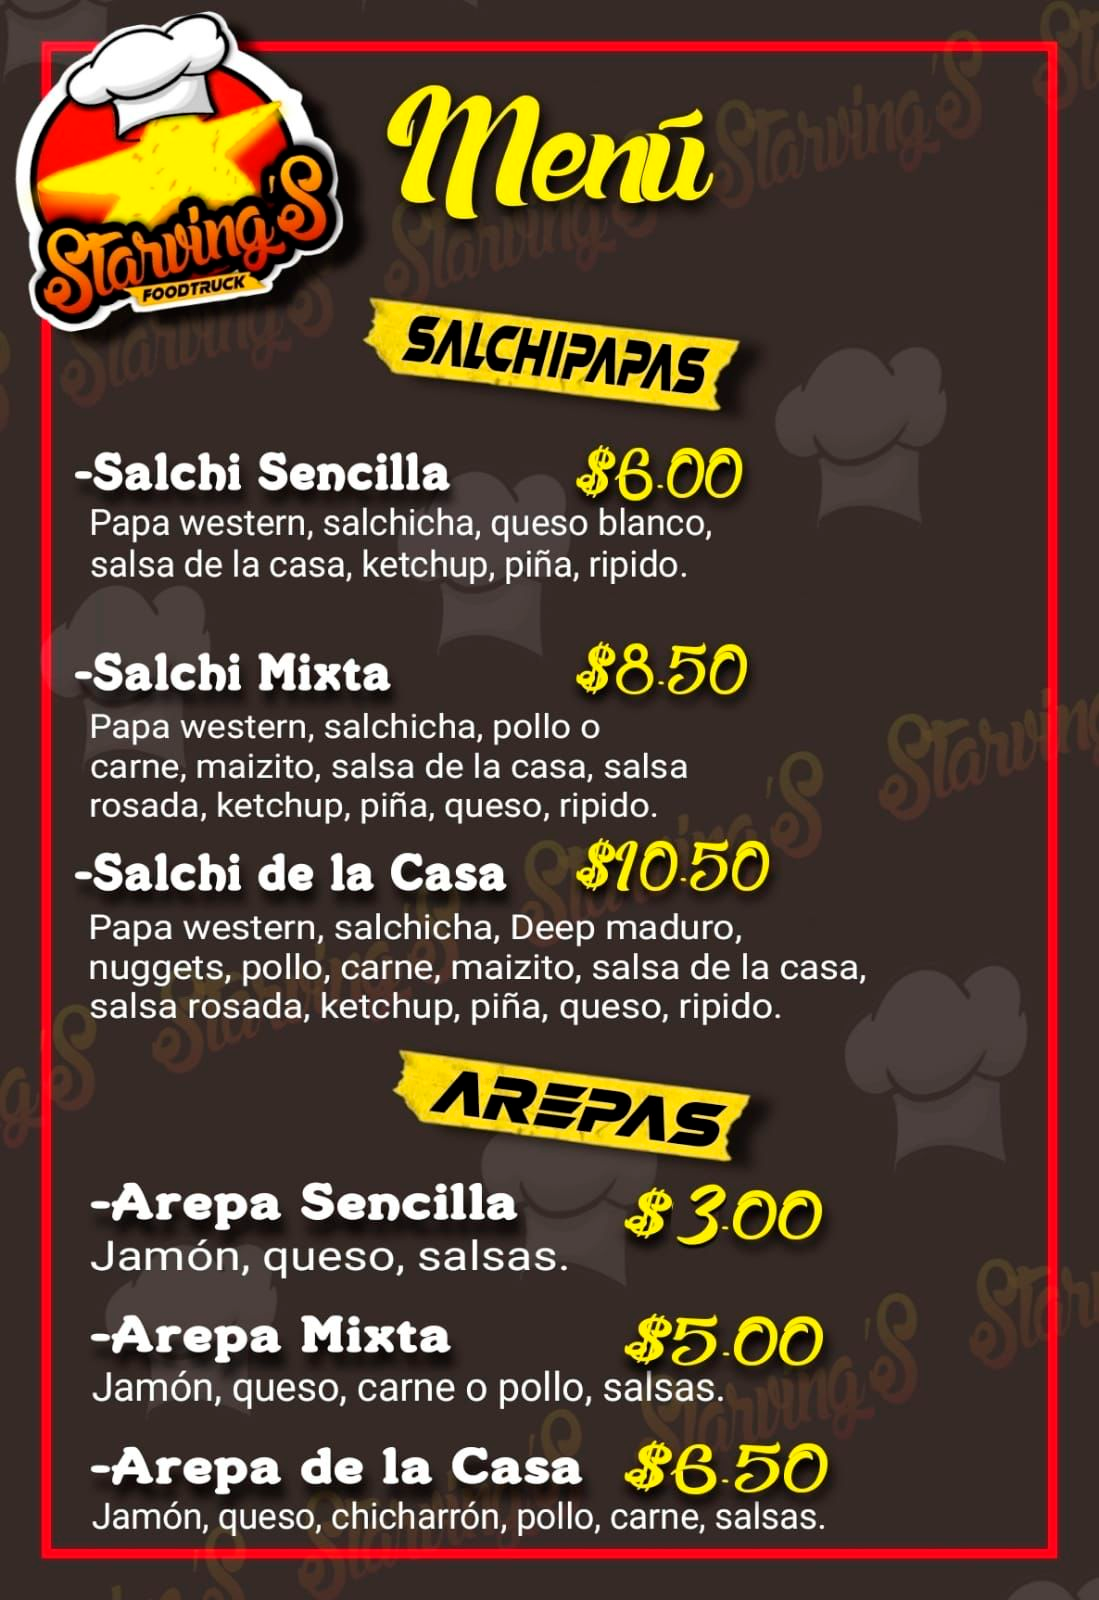 Starving'S
FOODTRUCK
Menú
SALCHIPAPAS
-Salchi Sencilla $6.00
Papa western, salchicha, queso blanco,
salsa de la casa, ketchup, piña, ripido.
-Salchi Mixta $8.50
Papa western, salchicha, pollo o
carne, maizito, salsa de la casa, salsa
rosada, ketchup, piña, queso, ripido.
-Salchi de la Casa $10.50
Papa western, salchicha, Deep maduro,
nuggets, pollo, carne, maizito, salsa de la casa,
salsa rosada, ketchup, piña, queso, ripido.
AREPAS
-Arepa Sencilla $3.00
Jamón, queso, salsas.
-Arepa Mixta $5.00
Jamón, queso, carne o pollo, salsas.
-Arepa de la Casa $6.50
Jamón, queso, chicharrón, pollo, carne, salsas.